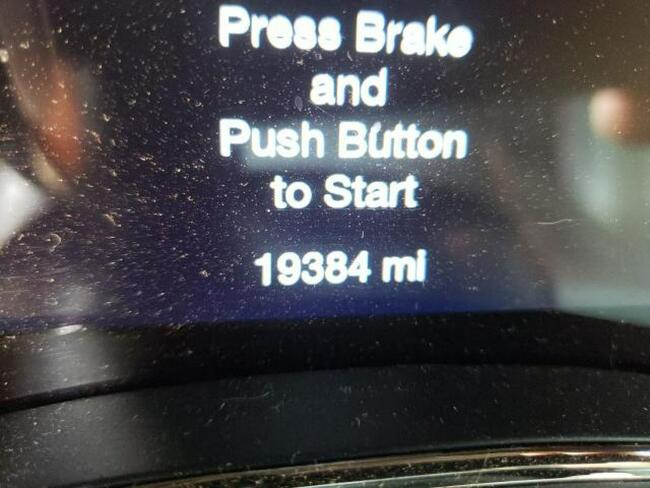 Press Brake
and
Push Button
to Start
19384 mi